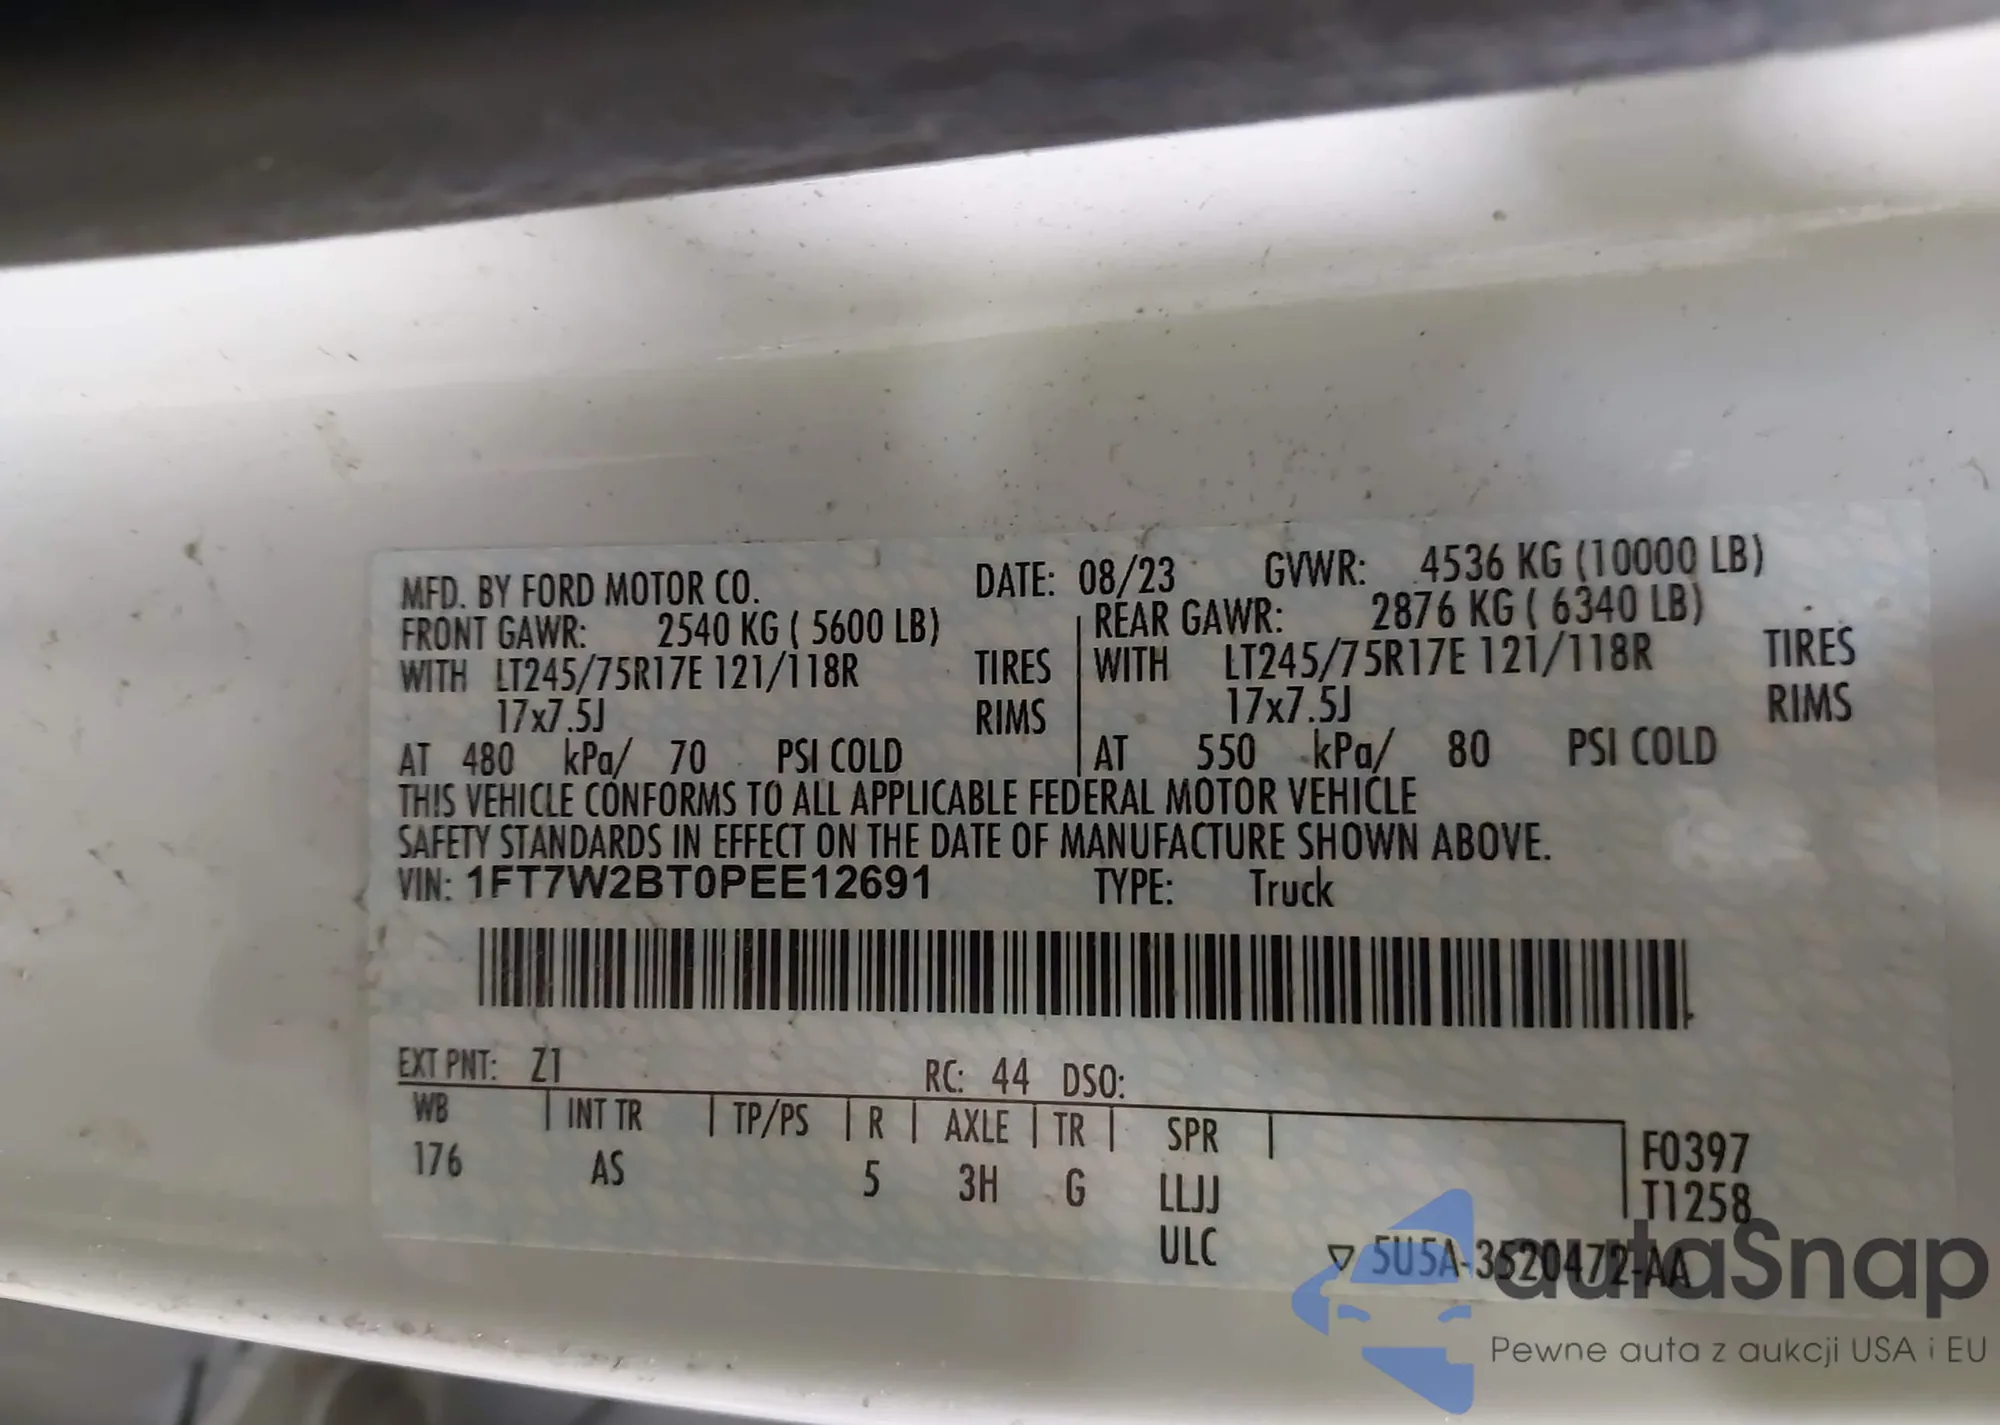 MFD. BY FORD MOTOR CO. DATE: 08/23 GVWR: 4536 KG (10000 LB)
FRONT GAWR: 2540 KG ( 5600 LB) REAR GAWR: 2876 KG ( 6340 LB)
WITH LT245/75R17E 121/118R TIRES WITH LT245/75R17E 121/118R TIRES
17x7.5J RIMS 17x7.5J RIMS
AT 480 kPa/ 70 PSI COLD AT 550 kPa/ 80 PSI COLD
THIS VEHICLE CONFORMS TO ALL APPLICABLE FEDERAL MOTOR VEHICLE
SAFETY STANDARDS IN EFFECT ON THE DATE OF MANUFACTURE SHOWN ABOVE.
VIN: 1FT7W2BT0PEE12691 TYPE: Truck
EXT PNT: Z1 RC: 44 DSO:
WB INT TR TP/PS R AXLE TR SPR F0397
176 AS 5 3H G LLJJ T1258
ULC ▽ 5U5A-3520472-AA
autaSnap
Pewne auta z aukcji USA i EU